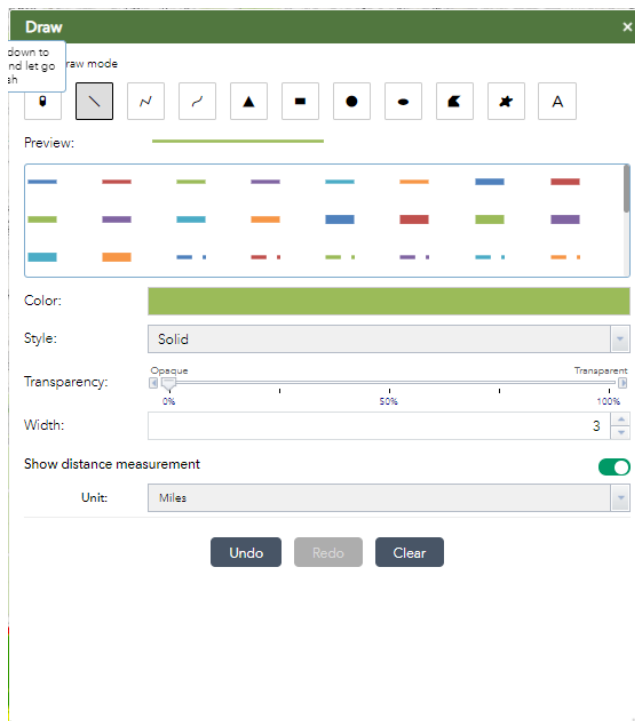 Draw
×
down to
nd let go
ah
raw mode
A
Preview:
Color:
Style:
Solid
Transparency:
Opaque
Transparent
0%
50%
100%
Width:
3
Show distance measurement
Unit:
Miles
Undo
Redo
Clear